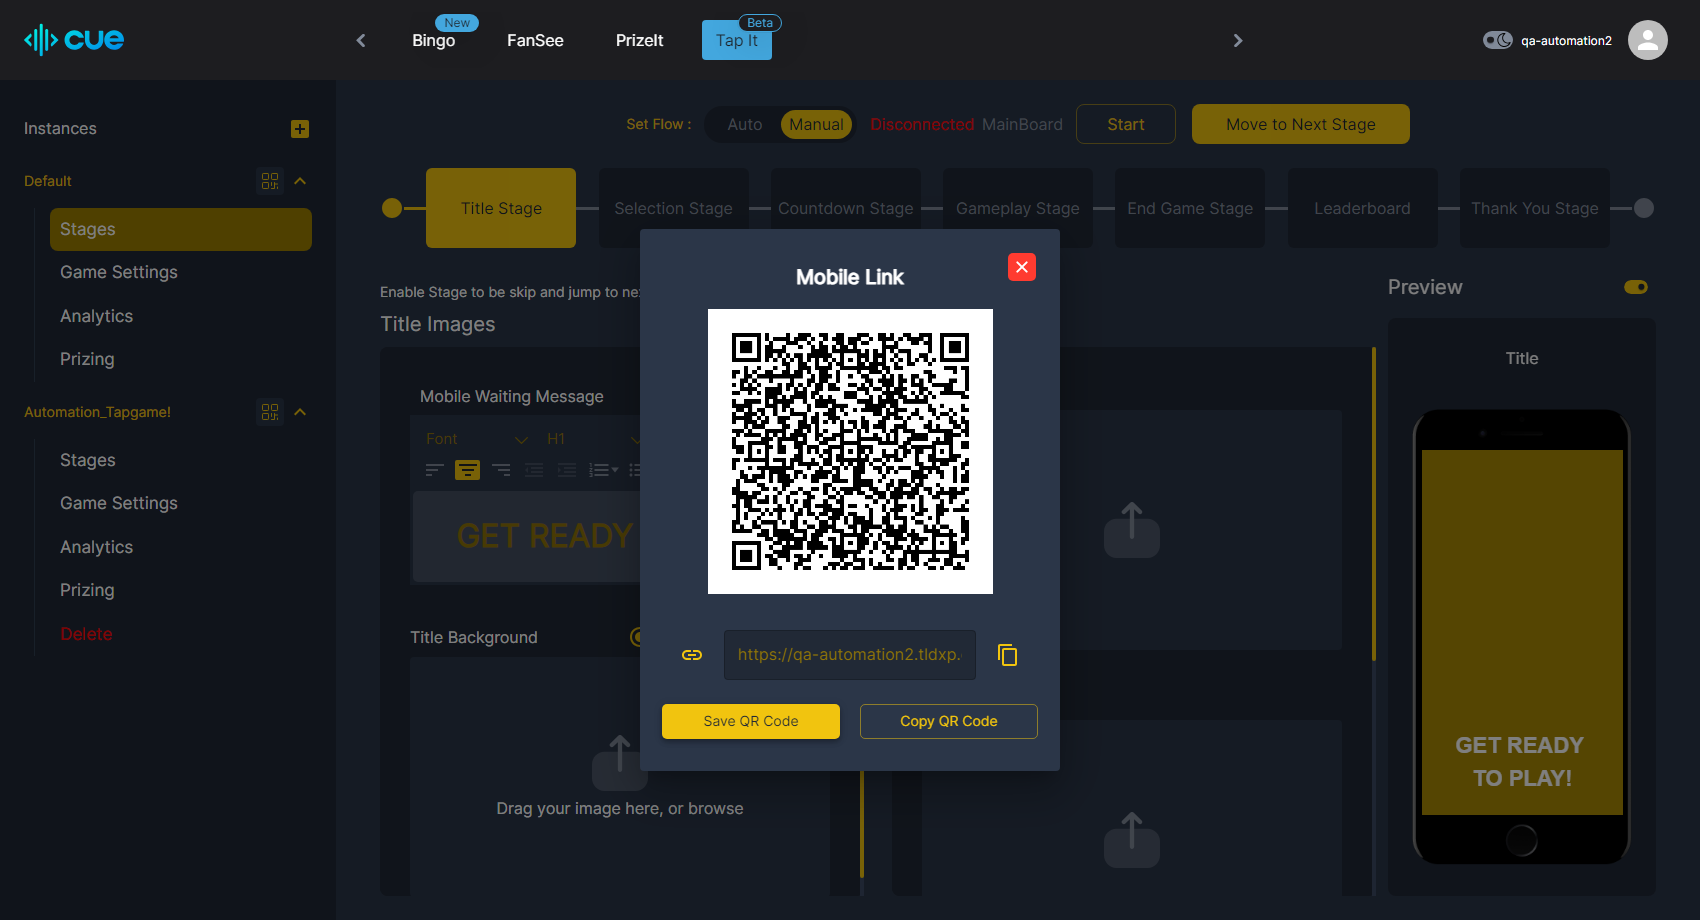 cue
Bingo
New
FanSee
PrizeIt
Tap It
Beta
qa-automation2
Instances
Default
Stages
Game Settings
Analytics
Prizing
Automation_Tapgame!
Stages
Game Settings
Analytics
Prizing
Delete
Set Flow :
Auto
Manual
Disconnected MainBoard
Start
Move to Next Stage
Title Stage
Selection Stage
Countdown Stage
Gameplay Stage
End Game Stage
Leaderboard
Thank You Stage
Enable Stage to be skip and jump to
Title Images
Mobile Waiting Message
Font
H1
GET READY
Title Background
Drag your image here, or browse
Mobile Link
https://qa-automation2.tldxp.
Save QR Code
Copy QR Code
Preview
Title
GET READY
TO PLAY!